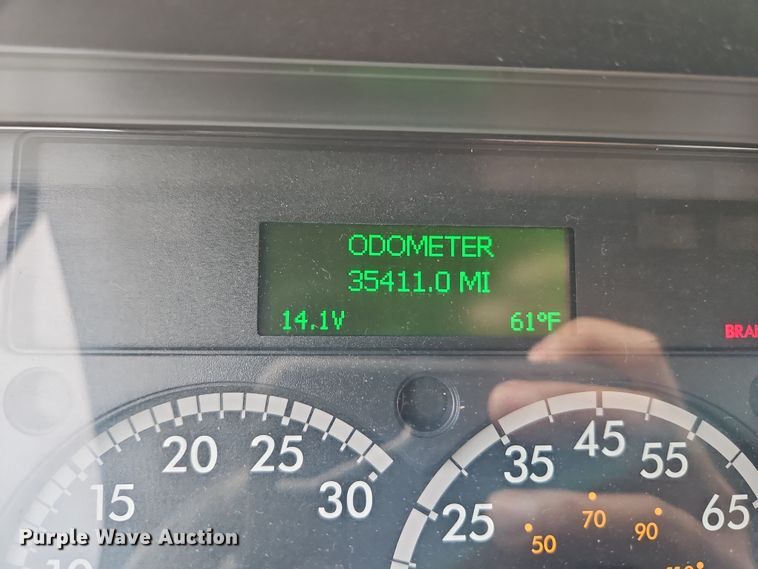 ODOMETER
35411.0 MI
14.1V 61°F
20 25
15 30
25 35 45 55 65
50 70 90
Purple Wave Auction